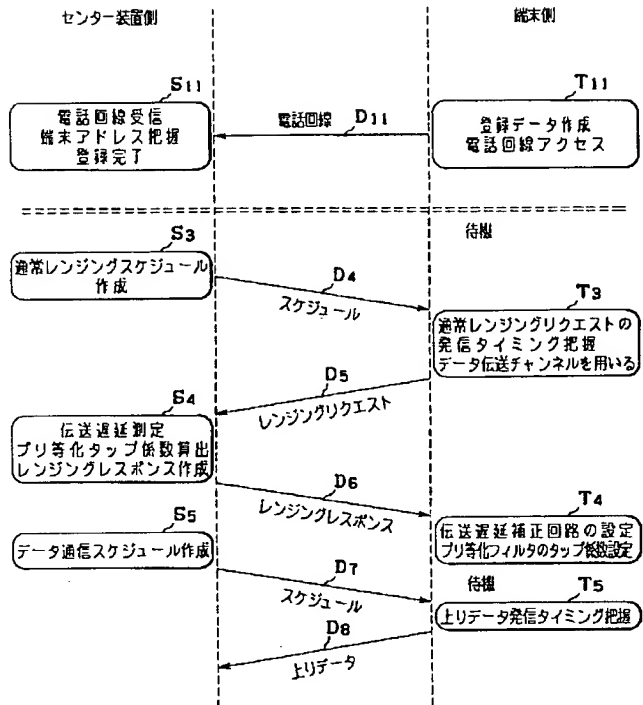 センター装置側
端末側
S11
電話回線受信
端末アドレス把握
登録完了
電話回線
D11
T11
登録データ作成
電話回線アクセス
待機
S3
通常レンジングスケジュール
作成
D4
スケジュール
T3
通常レンジングリクエストの
発信タイミング把握
データ伝送チャンネルを用いる
D5
レンジングリクエスト
S4
伝送遅延測定
プリ等化タップ係数算出
レンジングレスポンス作成
D6
レンジングレスポンス
T4
伝送遅延補正回路の設定
プリ等化フィルタのタップ係数設定
S5
データ通信スケジュール作成
D7
スケジュール
待機
T5
上りデータ発信タイミング把握
D8
上りデータ